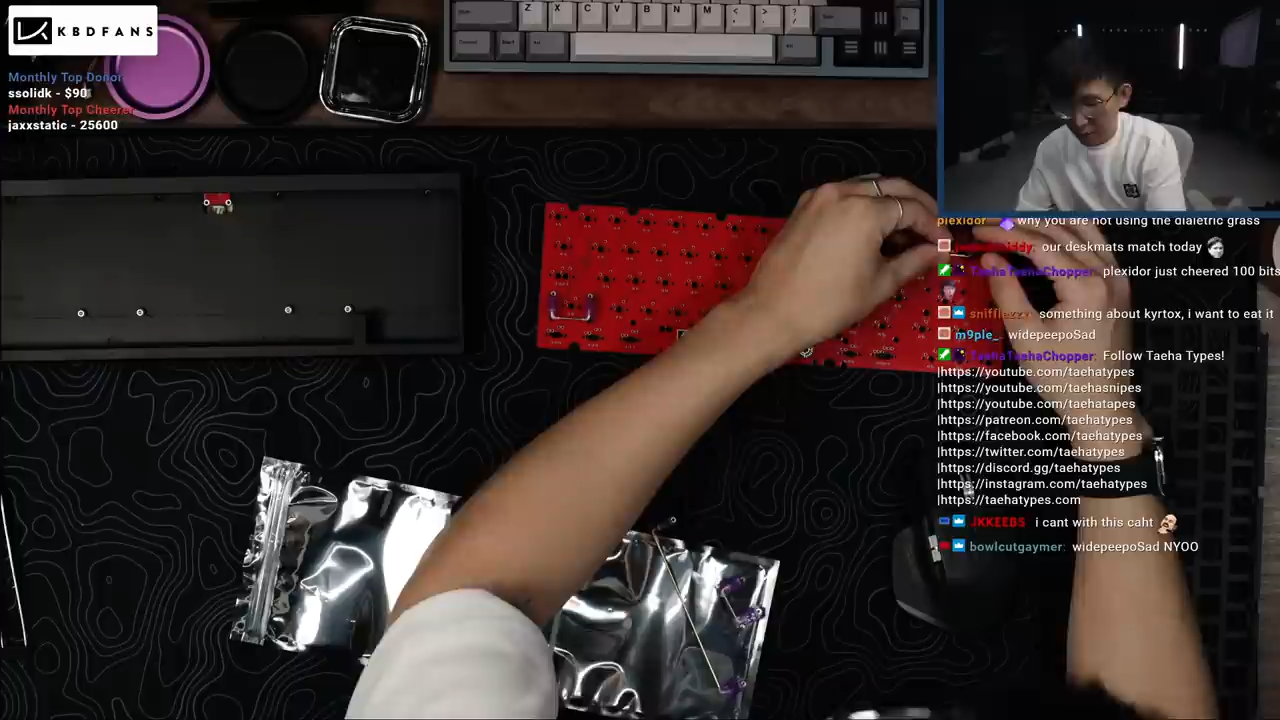 KBDFANS
Monthly Top Donor
ssolidk - $90
Monthly Top Cheerer
jaxxstatic - 25600
Z X C V B N M < > ?
plexidor why you are not using the dialetric grass
our deskmats match today
TaehaTaehaChopper: plexidor just cheered 100 bits
snifflezz: something about kyrtox, i want to eat it
m9ple_: widepeepoSad
TaehaTaehaChopper: Follow Taeha Types!
|https://youtube.com/taehatypes
|https://youtube.com/taehasnipes
|https://youtube.com/taehatapes
|https://patreon.com/taehatypes
|https://facebook.com/taehatypes
|https://twitter.com/taehatypes
|https://discord.gg/taehatypes
|https://instagram.com/taehatypes
|https://taehatypes.com
JKKEEBS i cant with this caht
bowlcutgaymer: widepeepoSad NYOO